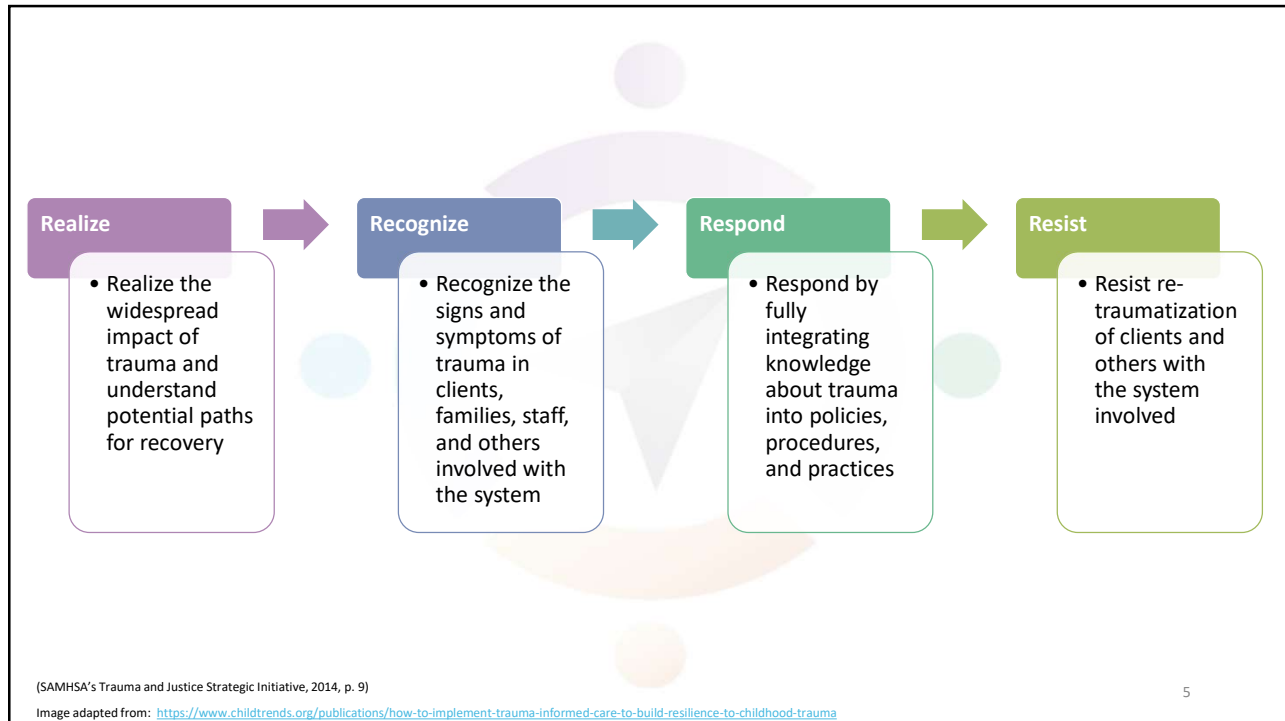 Realize
• Realize the
widespread
impact of
trauma and
understand
potential paths
for recovery
Recognize
• Recognize the
signs and
symptoms of
trauma in
clients,
families, staff,
and others
involved with
the system
Respond
• Respond by
fully
integrating
knowledge
about trauma
into policies,
procedures,
and practices
Resist
• Resist re-
traumatization
of clients and
others with
the system
involved
(SAMHSA’s Trauma and Justice Strategic Initiative, 2014, p. 9)
Image adapted from: https://www.childtrends.org/publications/how-to-implement-trauma-informed-care-to-build-resilience-to-childhood-trauma
5